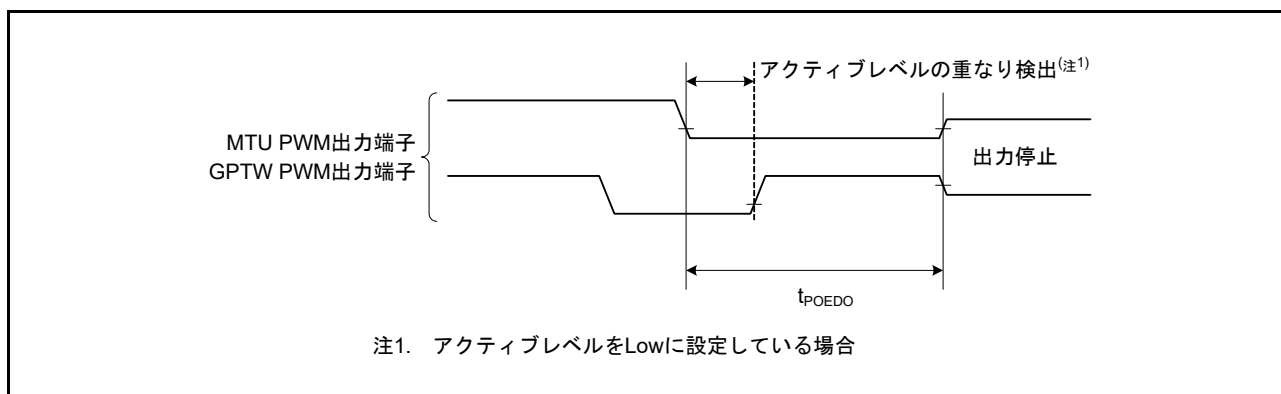 アクティブレベルの重なり検出(注1)
MTU PWM出力端子
GPTW PWM出力端子
出力停止
tPOEDO
注1. アクティブレベルをLowに設定している場合